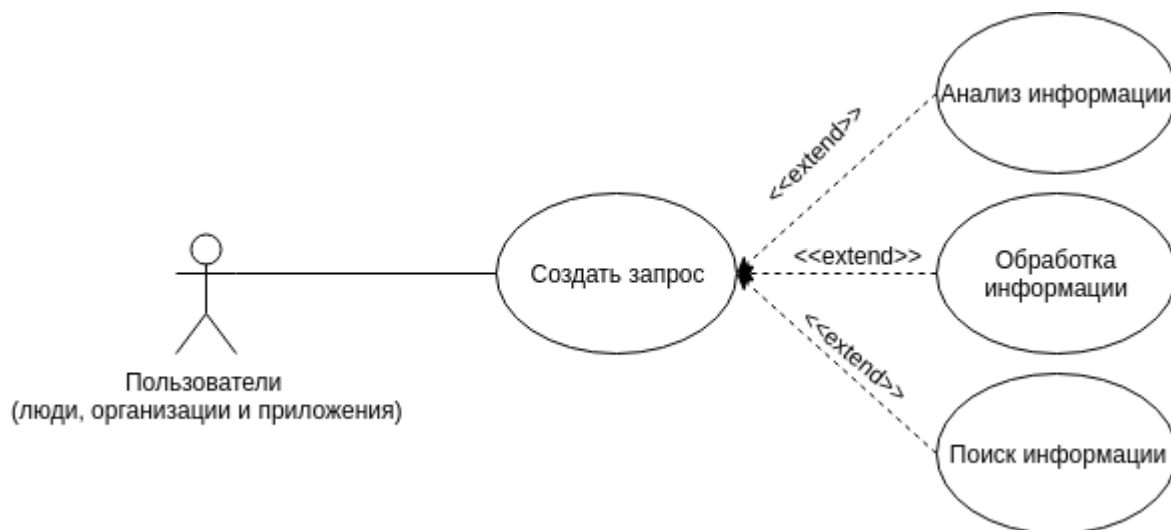 Анализ информации
<<extend>>
Создать запрос
<<extend>>
Обработка
информации
<<extend>>
Пользователи
(люди, организации и приложения)
Поиск информации